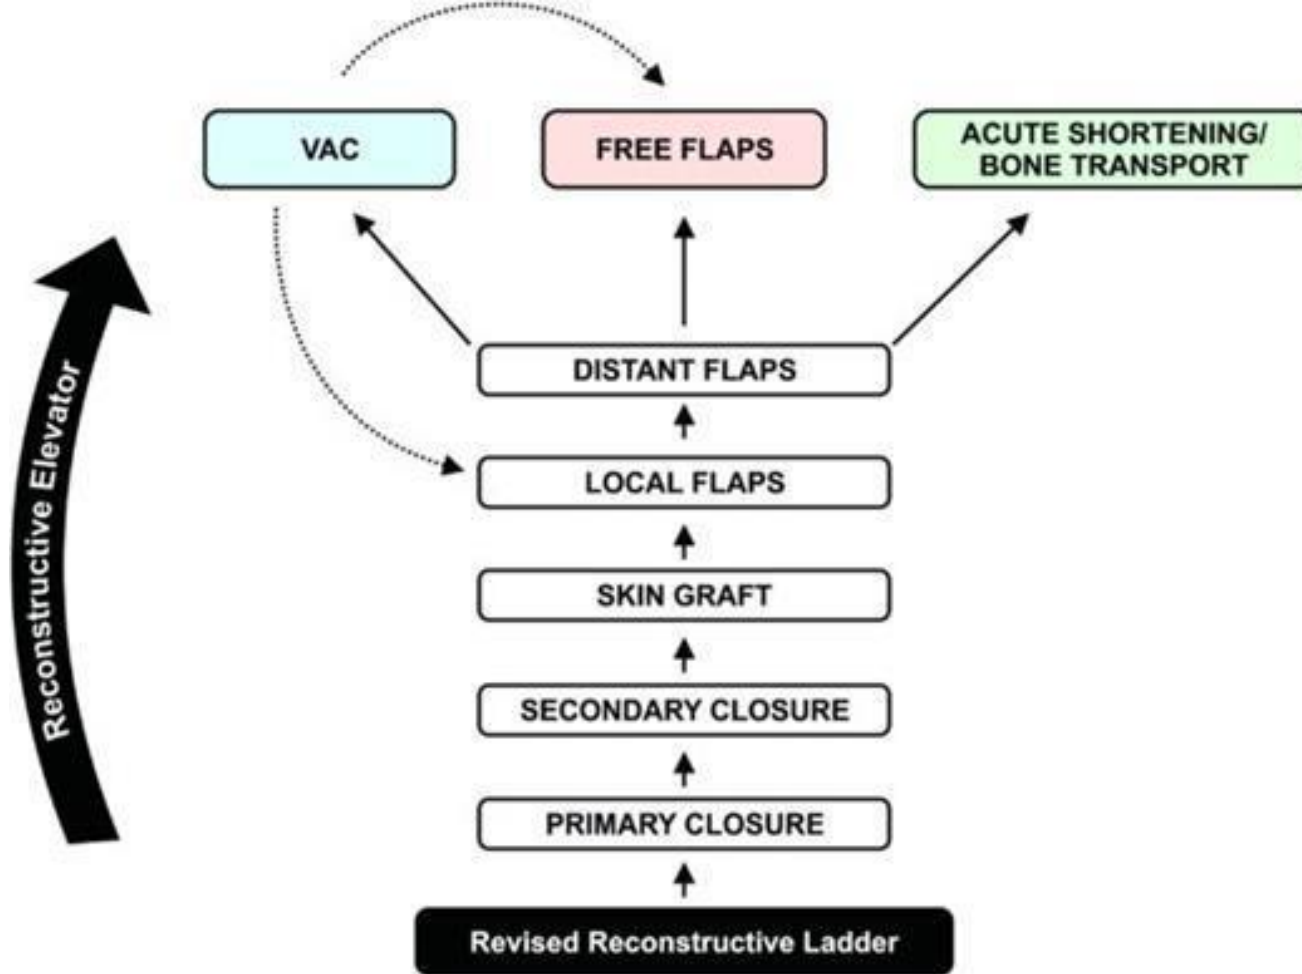 VAC
FREE FLAPS
ACUTE SHORTENING/
BONE TRANSPORT
DISTANT FLAPS
LOCAL FLAPS
SKIN GRAFT
SECONDARY CLOSURE
PRIMARY CLOSURE
Revised Reconstructive Ladder
Reconstructive Elevator